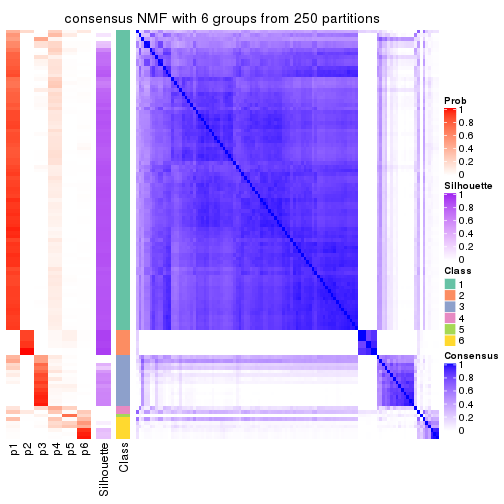 consensus NMF with 6 groups from 250 partitions
Prob
1
0.8
0.6
0.4
0.2
0
Silhouette
1
0.8
0.6
0.4
0.2
0
Class
1
2
3
4
5
6
Consensus
1
0.8
0.6
0.4
0.2
0
p1
p2
p3
p4
p5
p6
Silhouette
Class